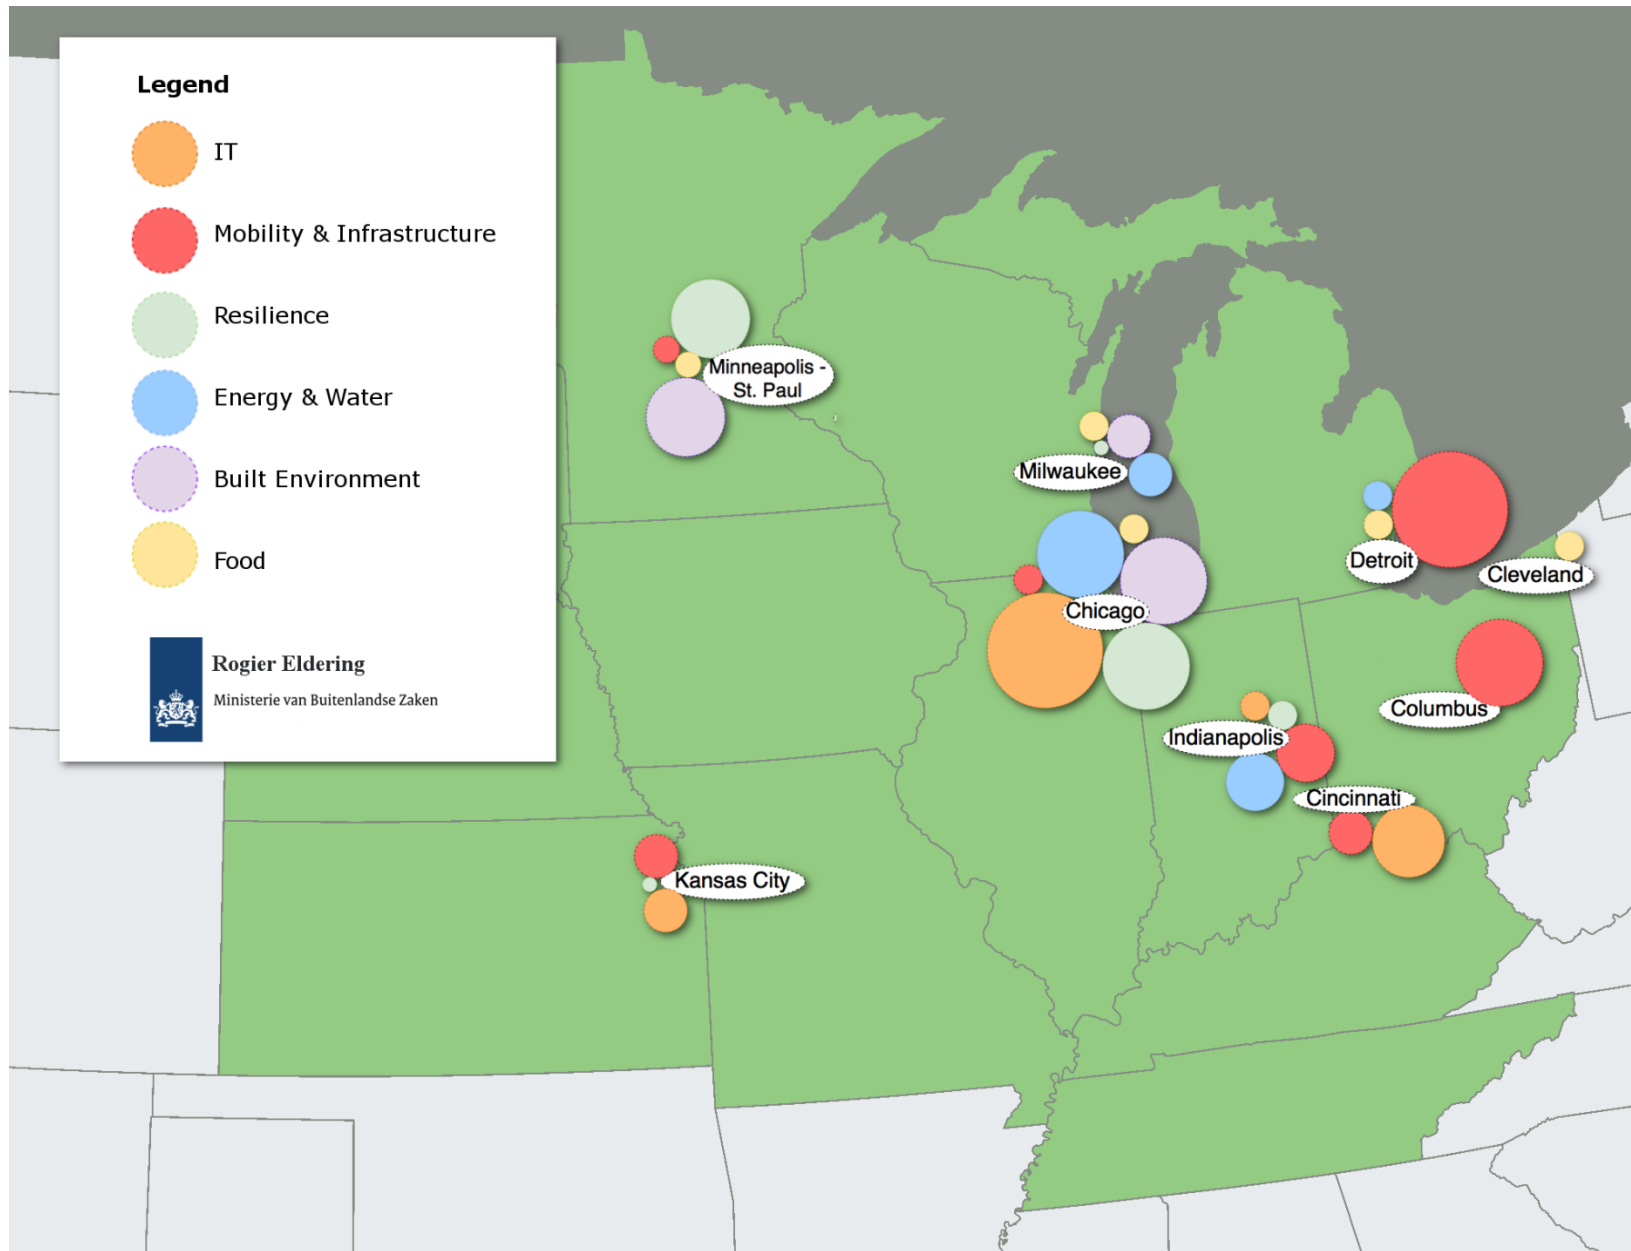 Legend
IT
Mobility & Infrastructure
Resilience
Energy & Water
Built Environment
Food
Rogier Eldering
Ministerie van Buitenlandse Zaken
Minneapolis -
St. Paul
Milwaukee
Chicago
Detroit
Cleveland
Columbus
Indianapolis
Cincinnati
Kansas City